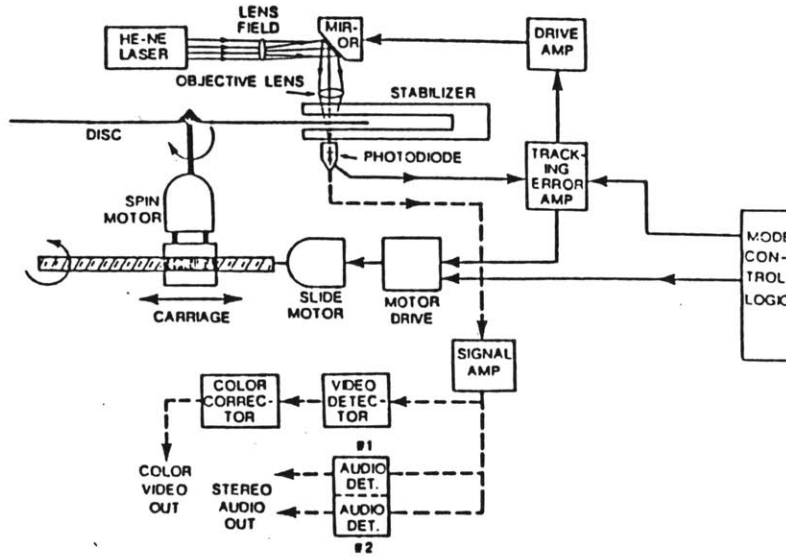 LENS
FIELD
HE-NE
LASER
MIR-
OR
DRIVE
AMP
OBJECTIVE LENS
STABILIZER
DISC
PHOTODIODE
TRACK-
ING
ERROR
AMP
SPIN
MOTOR
MODE
CON-
TROL
LOGIC
SLIDE
MOTOR
MOTOR
DRIVE
CARRIAGE
SIGNAL
AMP
COLOR
CORREC-
TOR
VIDEO
DETEC-
TOR
#1
COLOR
VIDEO
OUT
STEREO
AUDIO
OUT
AUDIO
DET.
AUDIO
DET.
#2